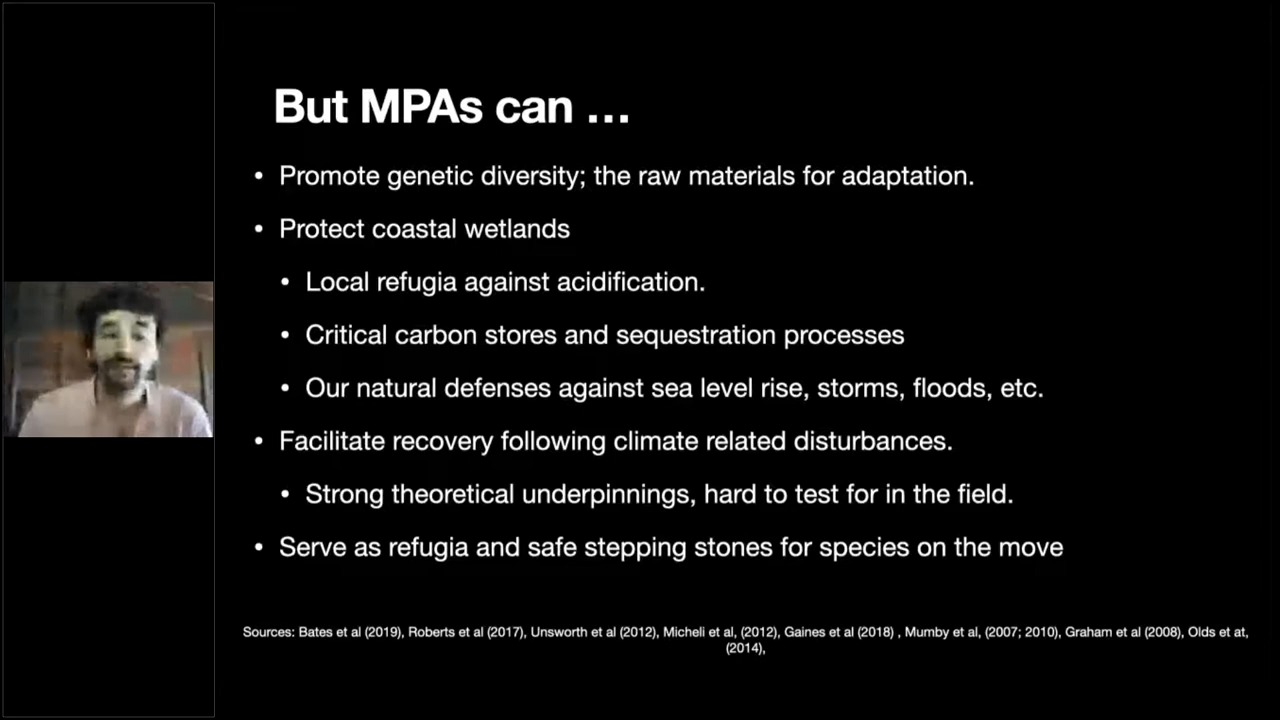 But MPAs can …
• Promote genetic diversity; the raw materials for adaptation.
• Protect coastal wetlands
• Local refugia against acidification.
• Critical carbon stores and sequestration processes
• Our natural defenses against sea level rise, storms, floods, etc.
• Facilitate recovery following climate related disturbances.
• Strong theoretical underpinnings, hard to test for in the field.
• Serve as refugia and safe stepping stones for species on the move
Sources: Bates et al (2019), Roberts et al (2017), Unsworth et al (2012), Micheli et al, (2012), Gaines et al (2018) , Mumby et al, (2007; 2010), Graham et al (2008), Olds et at,
(2014),